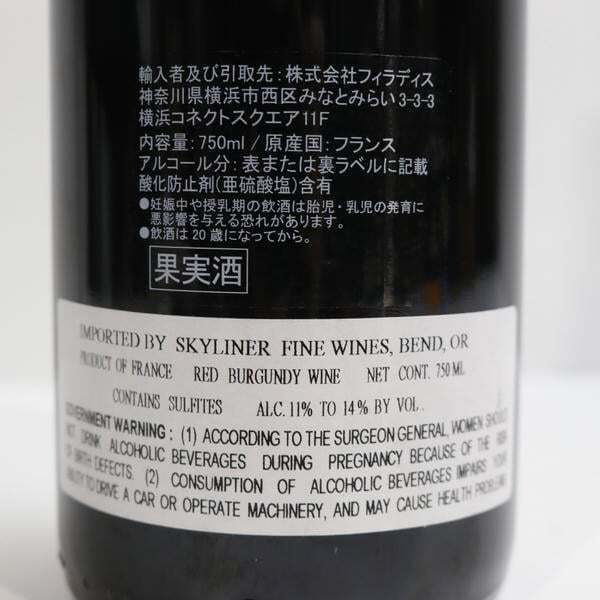 輸入者及び引取先：株式会社フィラディス
神奈川県横浜市西区みなとみらい3-3-3
横浜コネクトスクエア11F
内容量：750ml / 原産国：フランス
アルコール分：表または裏ラベルに記載
酸化防止剤(亜硫酸塩)含有
●妊娠中や授乳期の飲酒は胎児・乳児の発育に
悪影響を与える恐れがあります。
●飲酒は20歳になってから。
果実酒
IMPORTED BY SKYLINER FINE WINES, BEND, OR
PRODUCT OF FRANCE RED BURGUNDY WINE NET CONT. 750 ML
CONTAINS SULFITES ALC. 11% TO 14% BY VOL.
GOVERNMENT WARNING: (1) ACCORDING TO THE SURGEON GENERAL, WOMEN SHOULD
NOT DRINK ALCOHOLIC BEVERAGES DURING PREGNANCY BECAUSE OF THE RISK
OF BIRTH DEFECTS. (2) CONSUMPTION OF ALCOHOLIC BEVERAGES IMPAIRS YOUR
ABILITY TO DRIVE A CAR OR OPERATE MACHINERY, AND MAY CAUSE HEALTH PROBLEMS